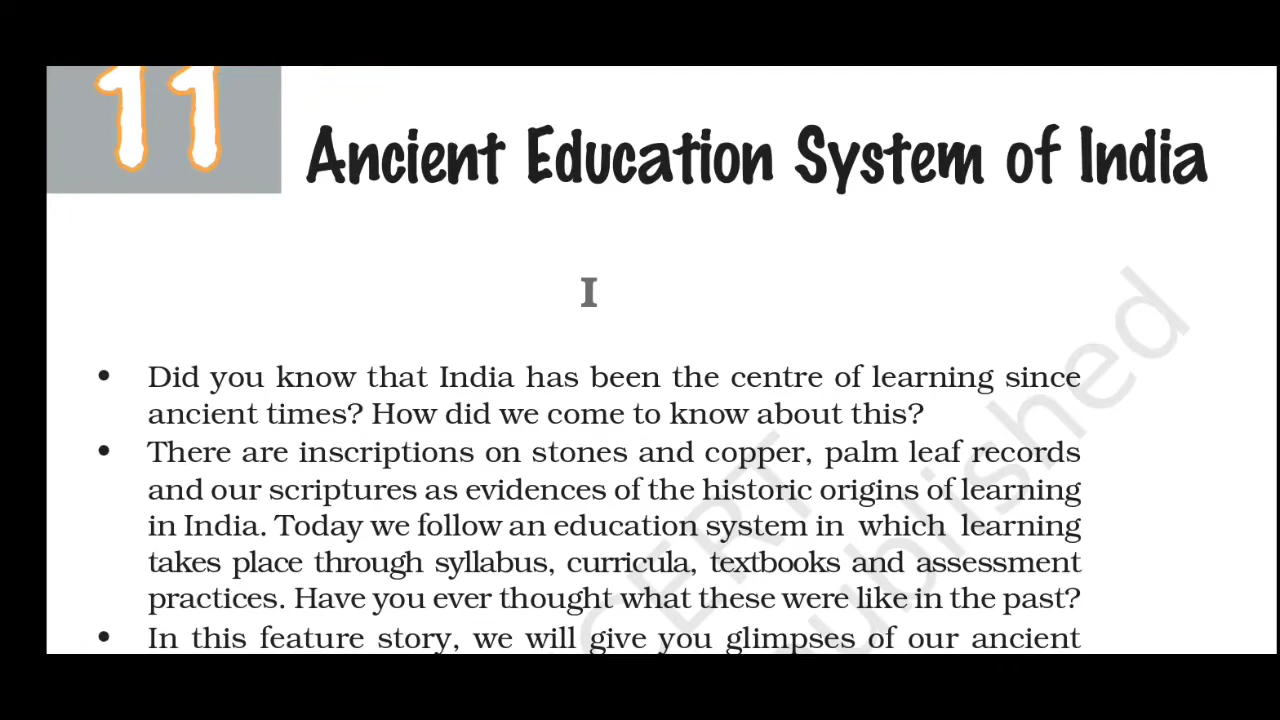 11
Ancient Education System of India
I
• Did you know that India has been the centre of learning since
ancient times? How did we come to know about this?
• There are inscriptions on stones and copper, palm leaf records
and our scriptures as evidences of the historic origins of learning
in India. Today we follow an education system in which learning
takes place through syllabus, curricula, textbooks and assessment
practices. Have you ever thought what these were like in the past?
• In this feature story, we will give you glimpses of our ancient
CERT
ublished